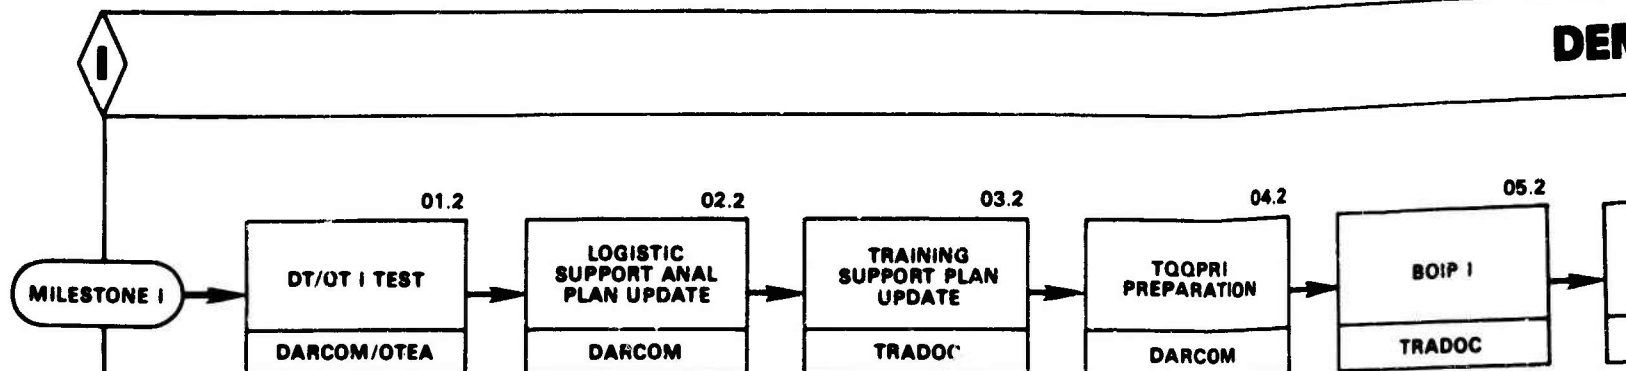 I
DEM
01.2
02.2
03.2
04.2
05.2
MILESTONE I
DT/OT I TEST
LOGISTIC
SUPPORT ANAL
PLAN UPDATE
TRAINING
SUPPORT PLAN
UPDATE
TQQPRI
PREPARATION
BOIP I
DARCOM/OTEA
DARCOM
TRADOC
DARCOM
TRADOC